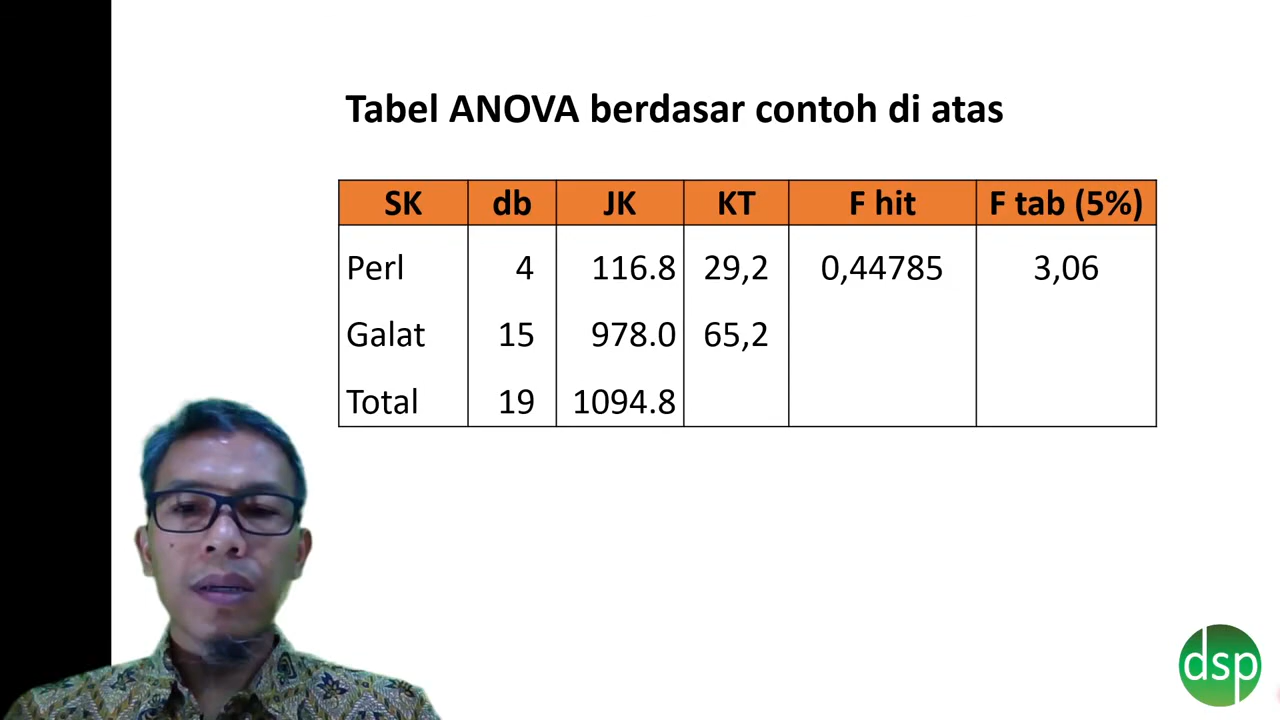 Tabel ANOVA berdasar contoh di atas
SK db JK KT F hit F tab (5%)
Perl 4 116.8 29,2 0,44785 3,06
Galat 15 978.0 65,2
Total 19 1094.8
dsp